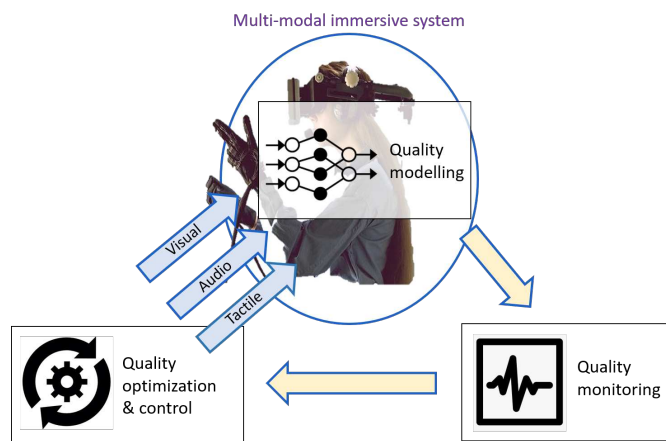 Multi-modal immersive system
Quality
modelling
Visual
Audio
Tactile
Quality
optimization
& control
Quality
monitoring